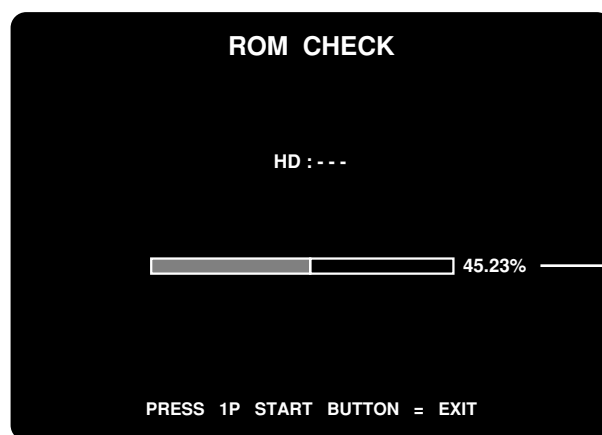 ROM CHECK
HD : - - -
45.23%
PRESS 1P START BUTTON = EXIT